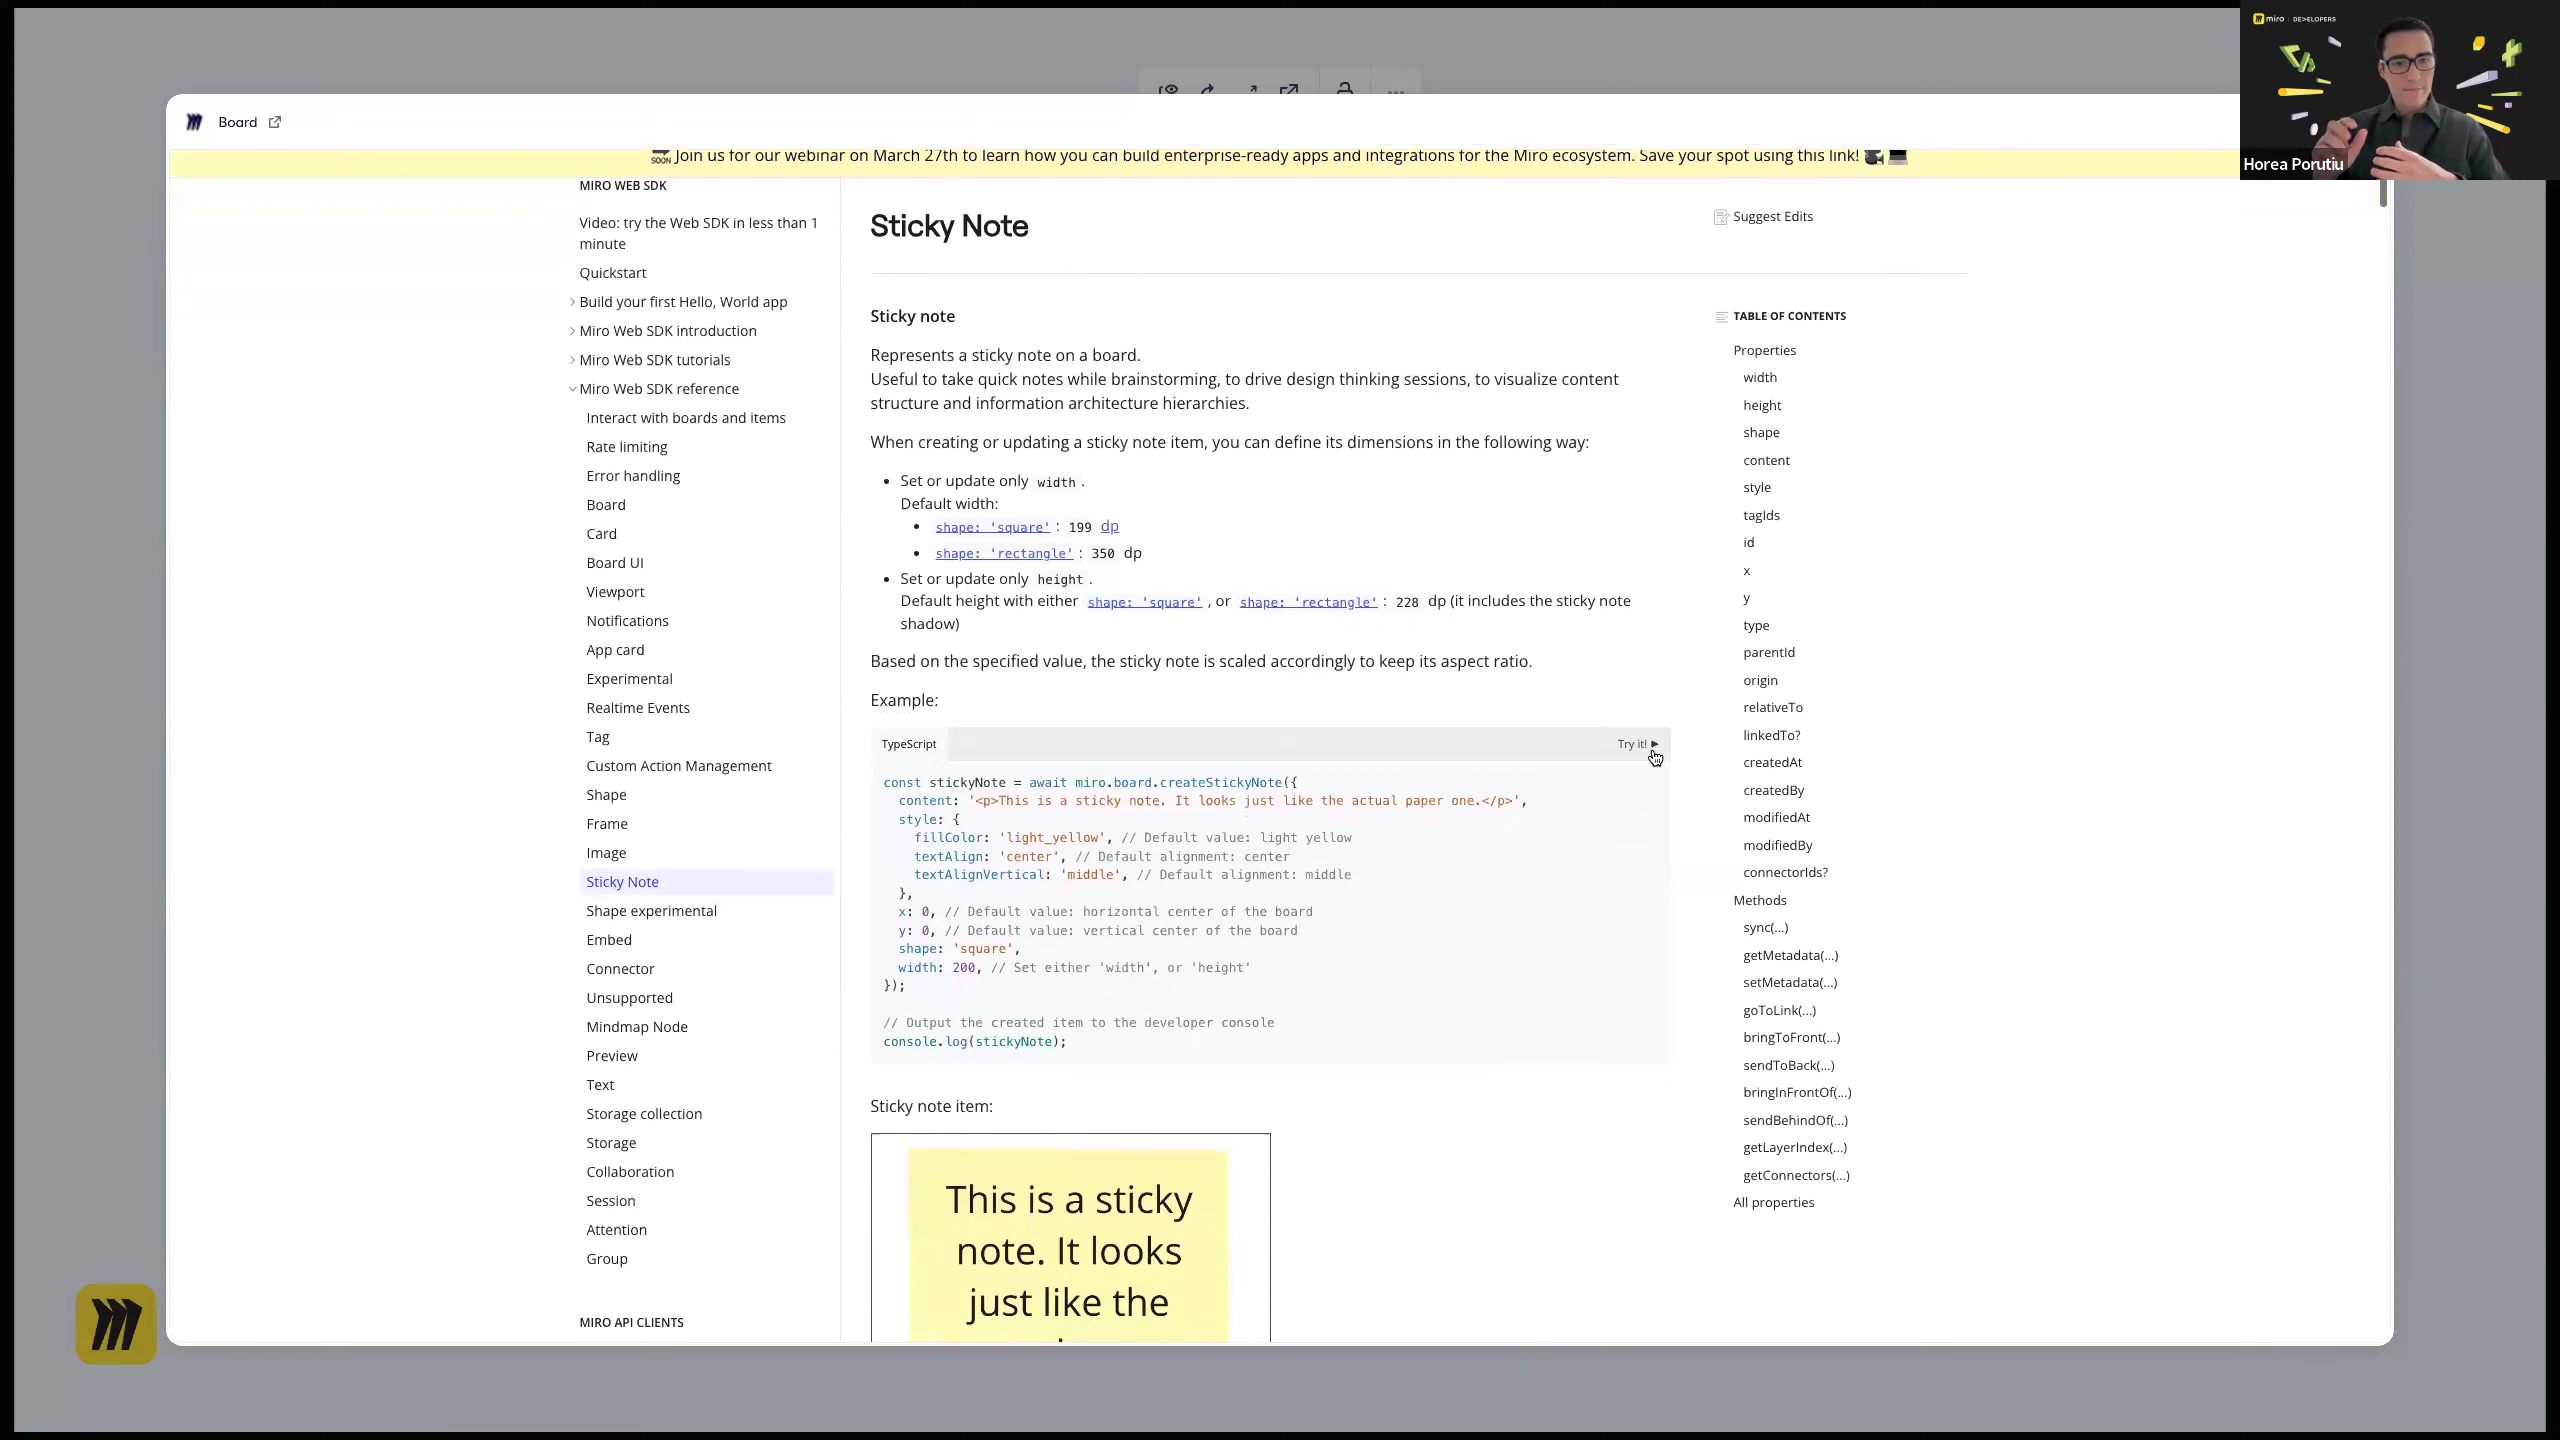 miro | DEVELOPERS
Horea Porutiu
Board
SOON Join us for our webinar on March 27th to learn how you can build enterprise-ready apps and integrations for the Miro ecosystem. Save your spot using this link!
MIRO WEB SDK
Video: try the Web SDK in less than 1
minute
Quickstart
Build your first Hello, World app
Miro Web SDK introduction
Miro Web SDK tutorials
Miro Web SDK reference
Interact with boards and items
Rate limiting
Error handling
Board
Card
Board UI
Viewport
Notifications
App card
Experimental
Realtime Events
Tag
Custom Action Management
Shape
Frame
Image
Sticky Note
Shape experimental
Embed
Connector
Unsupported
Mindmap Node
Preview
Text
Storage collection
Storage
Collaboration
Session
Attention
Group
MIRO API CLIENTS
Sticky Note
Sticky note
Represents a sticky note on a board.
Useful to take quick notes while brainstorming, to drive design thinking sessions, to visualize content
structure and information architecture hierarchies.
When creating or updating a sticky note item, you can define its dimensions in the following way:
• Set or update only width .
Default width:
• shape: 'square' : 199 dp
• shape: 'rectangle' : 350 dp
• Set or update only height .
Default height with either shape: 'square' , or shape: 'rectangle' : 228 dp (it includes the sticky note
shadow)
Based on the specified value, the sticky note is scaled accordingly to keep its aspect ratio.
Example:
TypeScript
Try it! ▶
const stickyNote = await miro.board.createStickyNote({
  content: '<p>This is a sticky note. It looks just like the actual paper one.</p>',
  style: {
    fillColor: 'light_yellow', // Default value: light yellow
    textAlign: 'center', // Default alignment: center
    textAlignVertical: 'middle', // Default alignment: middle
  },
  x: 0, // Default value: horizontal center of the board
  y: 0, // Default value: vertical center of the board
  shape: 'square',
  width: 200, // Set either 'width', or 'height'
});
// Output the created item to the developer console
console.log(stickyNote);
Sticky note item:
This is a sticky
note. It looks
just like the
Suggest Edits
TABLE OF CONTENTS
Properties
width
height
shape
content
style
tagIds
id
x
y
type
parentId
origin
relativeTo
linkedTo?
createdAt
createdBy
modifiedAt
modifiedBy
connectorIds?
Methods
sync(...)
getMetadata(...)
setMetadata(...)
goToLink(...)
bringToFront(...)
sendToBack(...)
bringInFrontOf(...)
sendBehindOf(...)
getLayerIndex(...)
getConnectors(...)
All properties